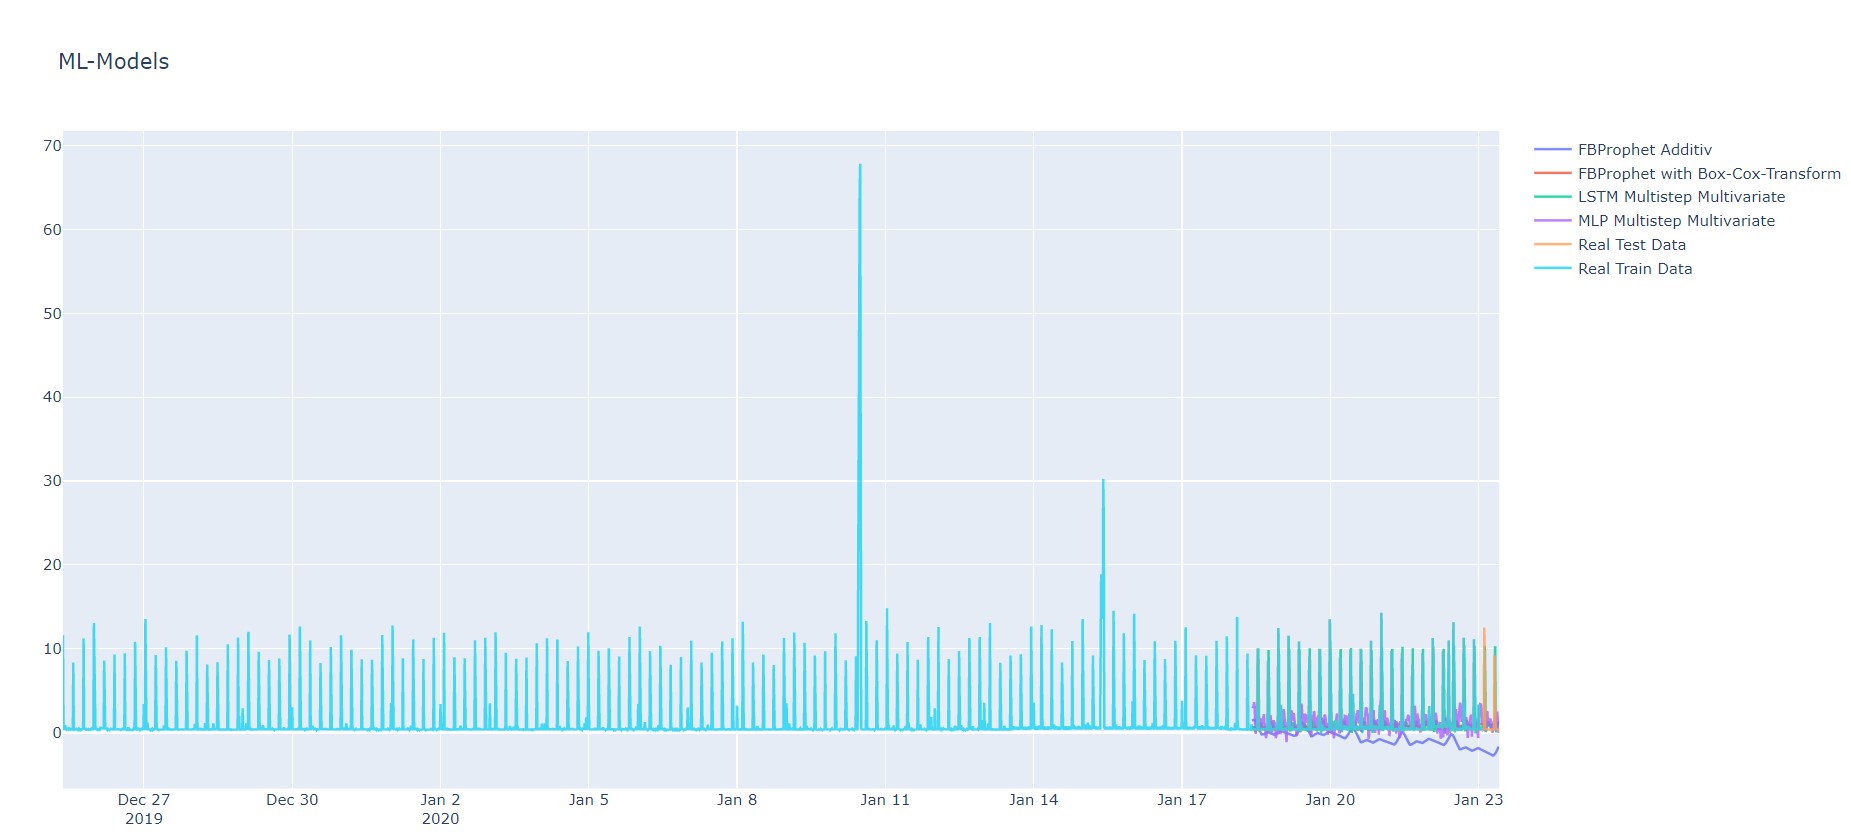 ML-Models
70
60
50
40
30
20
10
0
Dec 27
2019
Dec 30
Jan 2
2020
Jan 5
Jan 8
Jan 11
Jan 14
Jan 17
Jan 20
Jan 23
FBProphet Additiv
FBProphet with Box-Cox-Transform
LSTM Multistep Multivariate
MLP Multistep Multivariate
Real Test Data
Real Train Data